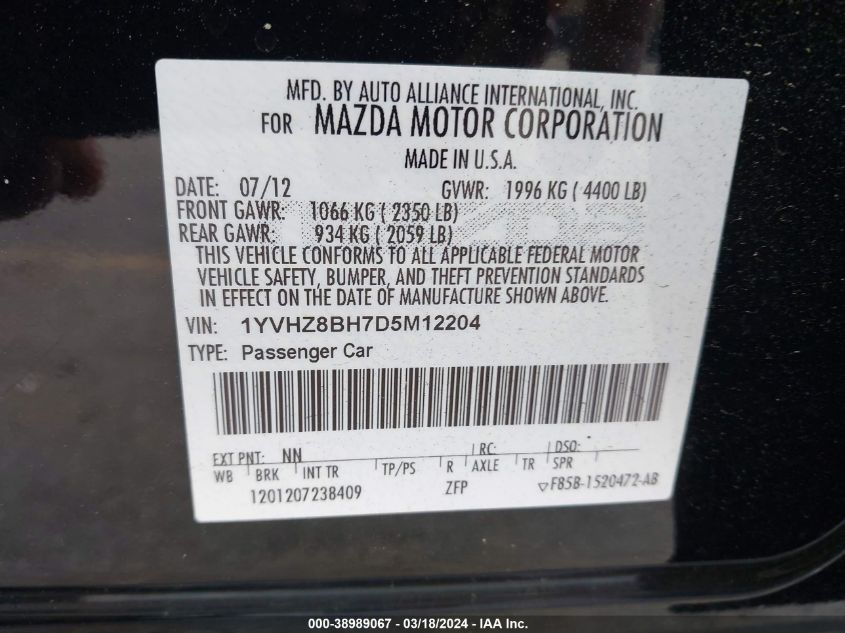 MFD. BY AUTO ALLIANCE INTERNATIONAL, INC.
FOR MAZDA MOTOR CORPORATION
MADE IN U.S.A.
DATE: 07/12 GVWR: 1996 KG ( 4400 LB)
FRONT GAWR: 1066 KG ( 2350 LB)
REAR GAWR: 934 KG ( 2059 LB)
THIS VEHICLE CONFORMS TO ALL APPLICABLE FEDERAL MOTOR
VEHICLE SAFETY, BUMPER, AND THEFT PREVENTION STANDARDS
IN EFFECT ON THE DATE OF MANUFACTURE SHOWN ABOVE.
VIN: 1YVHZ8BH7D5M12204
TYPE: Passenger Car
EXT PNT: NN RC: DSO:
WB BRK INT TR TP/PS R AXLE TR SPR
1201207238409 ZFP ▽F85B-1520472-AB
000-38989067 - 03/18/2024 - IAA Inc.